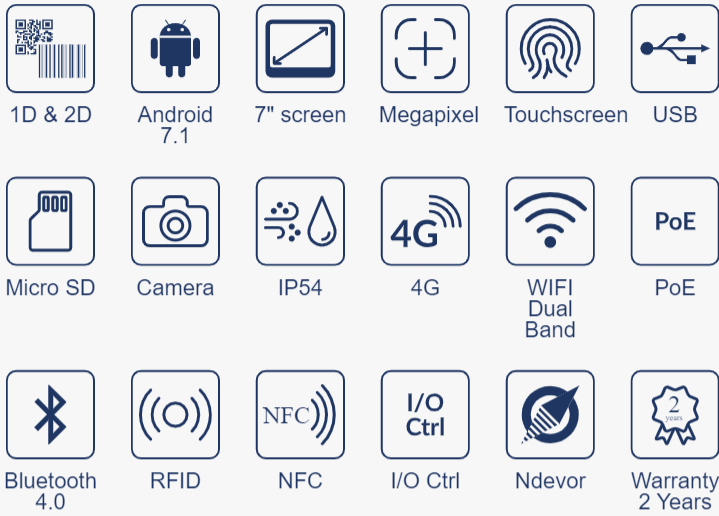 1D & 2D
Android
7.1
7" screen
Megapixel
Touchscreen
USB
4G
PoE
Micro SD
Camera
IP54
4G
WIFI
Dual
Band
PoE
NFC
I/O
Ctrl
2
years
Bluetooth
4.0
RFID
NFC
I/O Ctrl
Ndevor
Warranty
2 Years